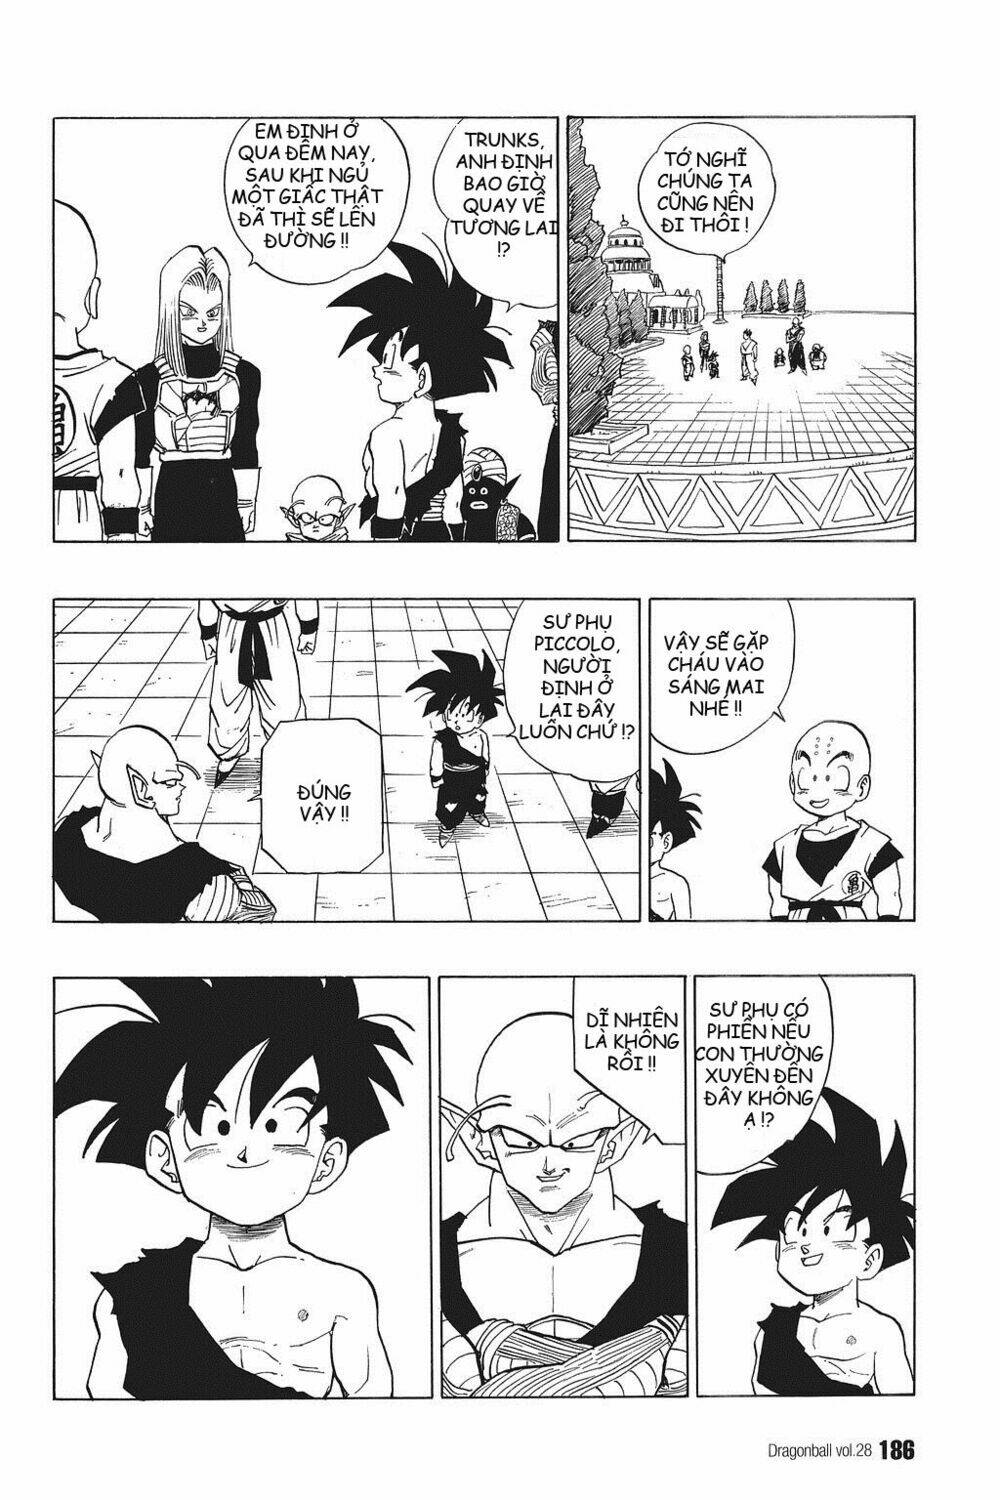 TỚ NGHĨ
CHÚNG TA
CŨNG NÊN
ĐI THÔI !
TRUNKS,
ANH ĐỊNH
BAO GIỜ
QUAY VỀ
TƯƠNG LAI
!?
EM ĐỊNH Ở
QUA ĐÊM NAY,
SAU KHI NGỦ
MỘT GIẤC THẬT
ĐÃ THÌ SẼ LÊN
ĐƯỜNG !!
VẬY SẼ GẶP
CHÁU VÀO
SÁNG MAI
NHÉ !!
SƯ PHỤ
PICCOLO,
NGƯỜI
ĐỊNH Ở
LẠI ĐÂY
LUÔN CHỨ !?
ĐÚNG
VẬY !!
SƯ PHỤ CÓ
PHIỀN NẾU
CON THƯỜNG
XUYÊN ĐẾN
ĐÂY KHÔNG
Ạ !?
DĨ NHIÊN
LÀ KHÔNG
RỒI !!
亀
Dragonball vol.28 186